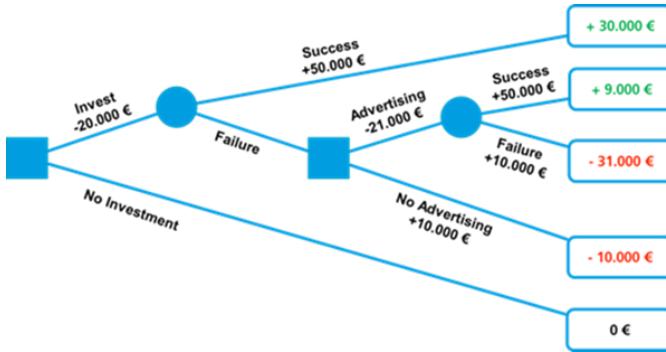 Success
+50.000 €
+ 30.000 €
Invest
-20.000 €
Advertising
-21.000 €
Success
+50.000 €
+ 9.000 €
Failure
Failure
+10.000 €
- 31.000 €
No Investment
No Advertising
+10.000 €
- 10.000 €
0 €